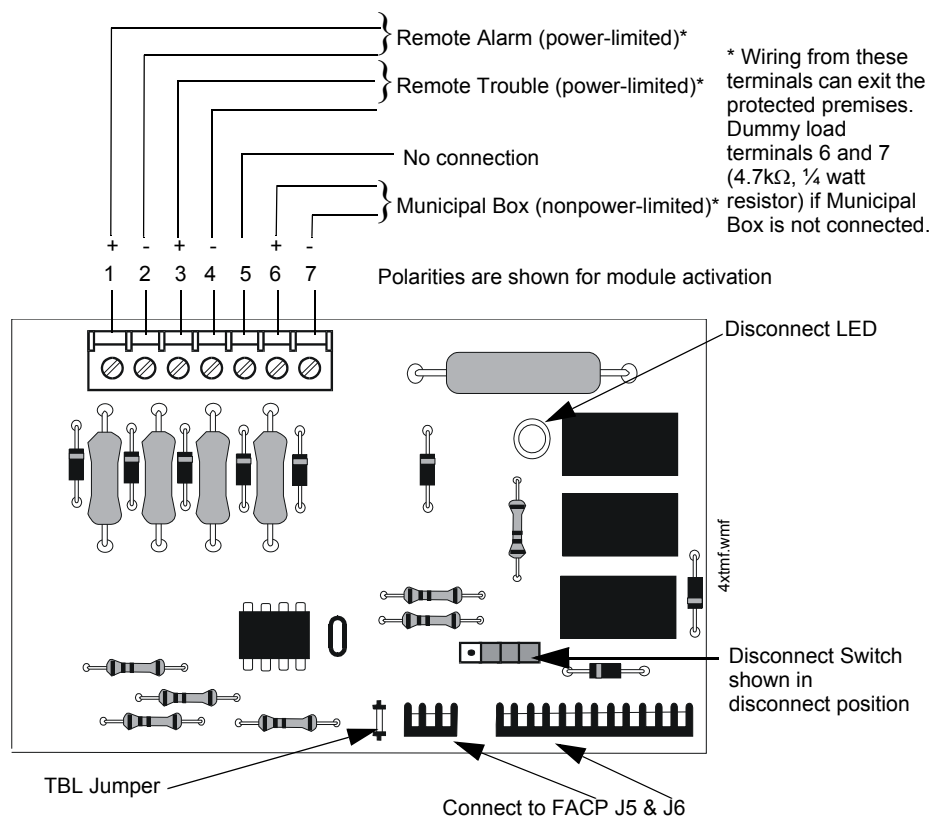 Remote Alarm (power-limited)*
Remote Trouble (power-limited)*
No connection
Municipal Box (nonpower-limited)*
* Wiring from these
terminals can exit the
protected premises.
Dummy load
terminals 6 and 7
(4.7kΩ, ¼ watt
resistor) if Municipal
Box is not connected.
+ - + - + -
1 2 3 4 5 6 7
Polarities are shown for module activation
Disconnect LED
4xtmf.wmf
Disconnect Switch
shown in
disconnect position
TBL Jumper
Connect to FACP J5 & J6